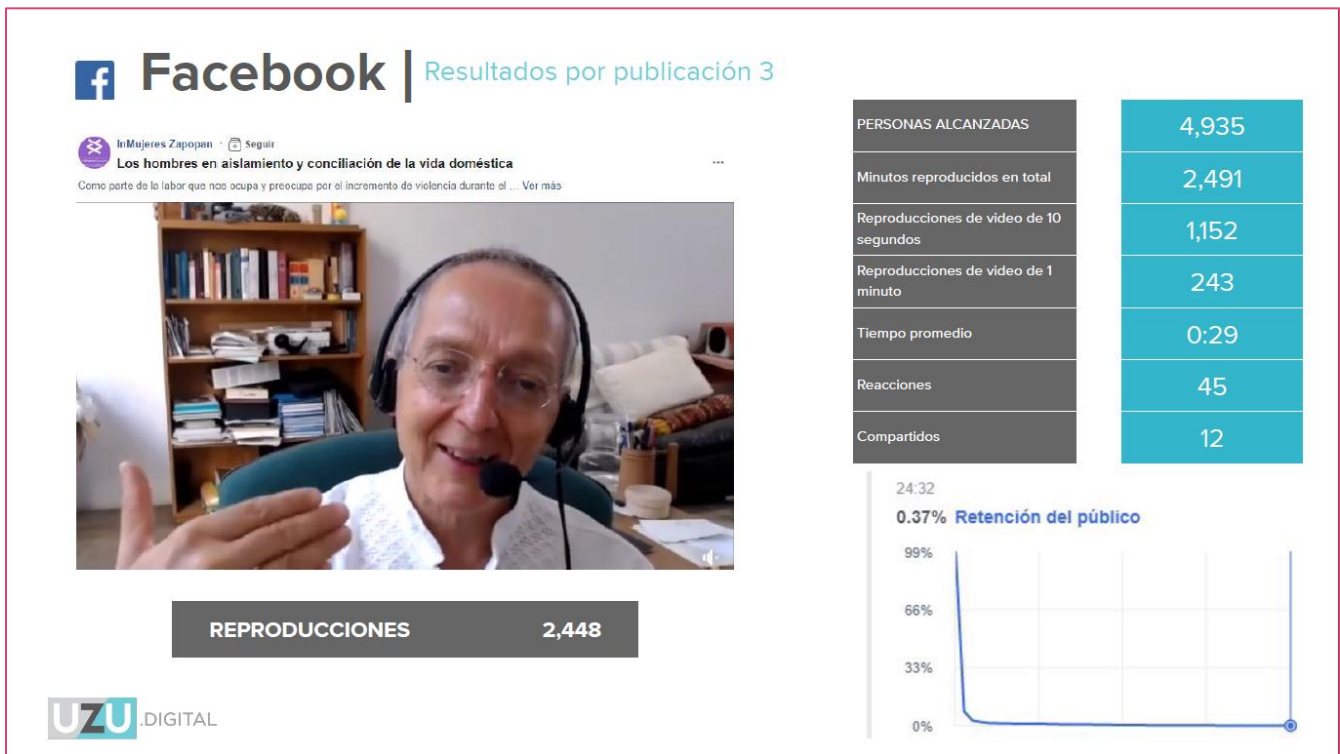 Facebook | Resultados por publicación 3
InMujeres Zapopan · Seguir
Los hombres en aislamiento y conciliación de la vida doméstica
...
Como parte de la labor que nos ocupa y preocupa por el incremento de violencia durante el ... Ver más
REPRODUCCIONES 2,448
PERSONAS ALCANZADAS 4,935
Minutos reproducidos en total 2,491
Reproducciones de video de 10
segundos
1,152
Reproducciones de video de 1
minuto
243
Tiempo promedio 0:29
Reacciones 45
Compartidos 12
24:32
0.37% Retención del público
99%
66%
33%
0%
UZU.DIGITAL